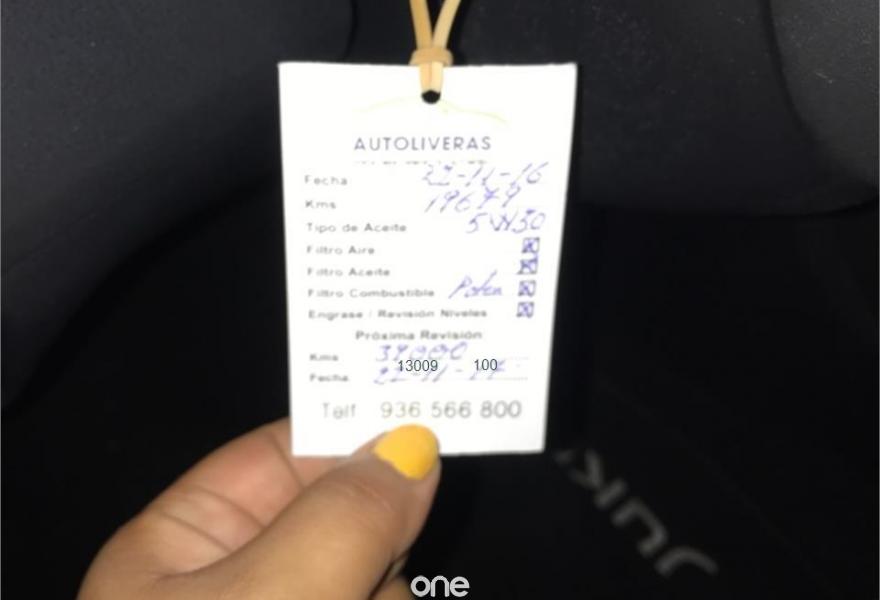 AUTOLIVERAS
Fecha 22-11-16
Kms 19679
Tipo de Aceite 5W30
Filtro Aire
Filtro Aceite
Filtro Combustible
Engrase / Revisión Niveles
Próxima Revisión
Kms
13009 100
Fecha
Telf 936 566 800
JUKE
one